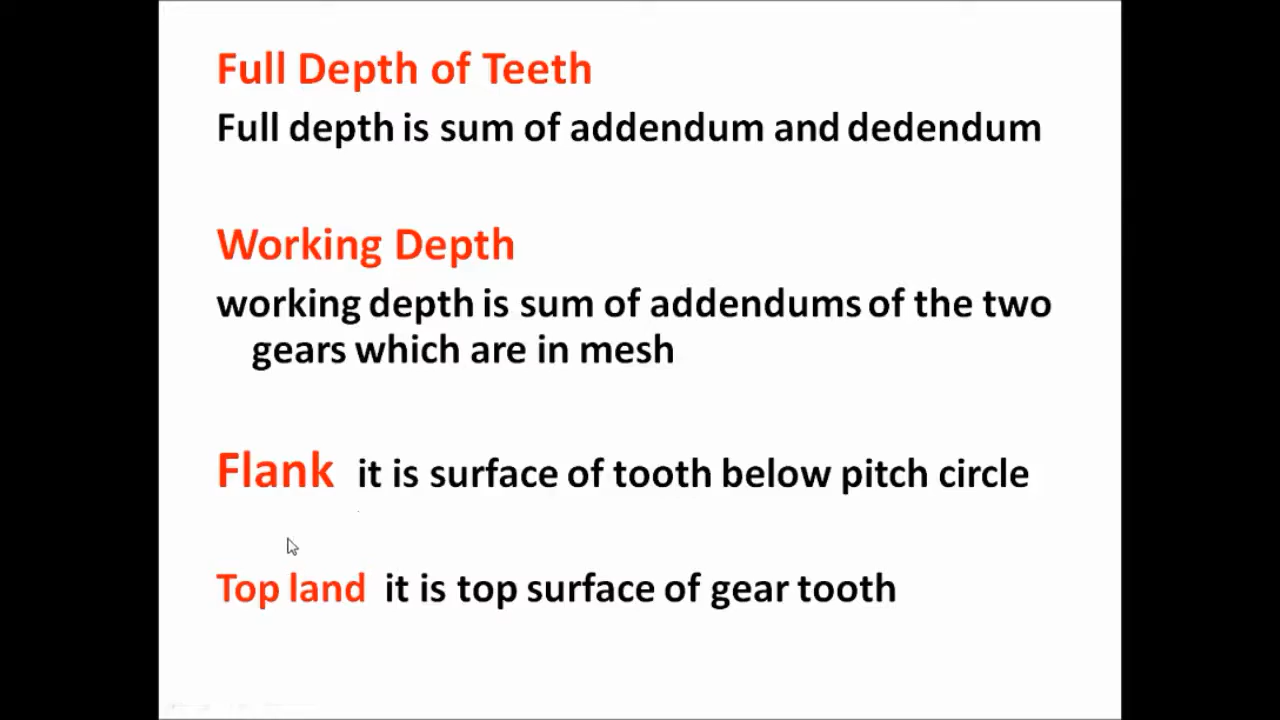 Full Depth of Teeth
Full depth is sum of addendum and dedendum
Working Depth
working depth is sum of addendums of the two
gears which are in mesh
Flank it is surface of tooth below pitch circle
Top land it is top surface of gear tooth